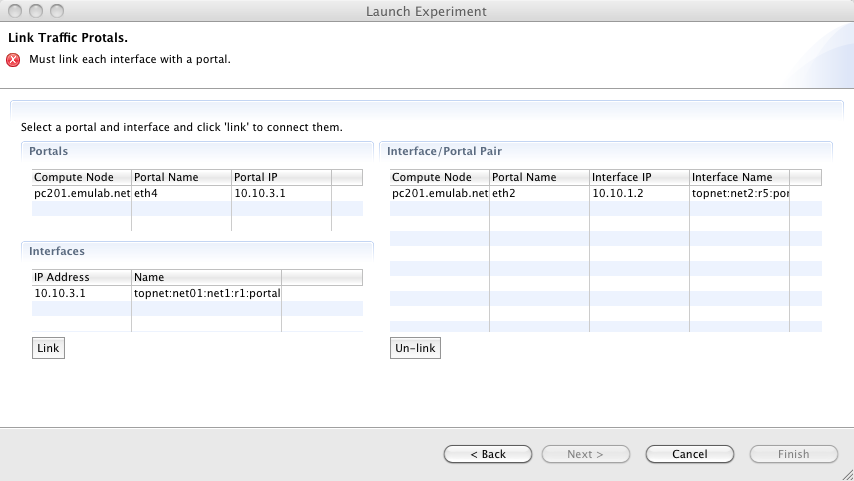 Launch Experiment
Link Traffic Protals.
Must link each interface with a portal.
Select a portal and interface and click 'link' to connect them.
Portals
Compute Node Portal Name Portal IP
pc201.emulab.net eth4 10.10.3.1
Interfaces
IP Address Name
10.10.3.1 topnet:net01:net1:r1:portal
Link
Interface/Portal Pair
Compute Node Portal Name Interface IP Interface Name
pc201.emulab.net eth2 10.10.1.2 topnet:net2:r5:por
Un-link
< Back Next > Cancel Finish